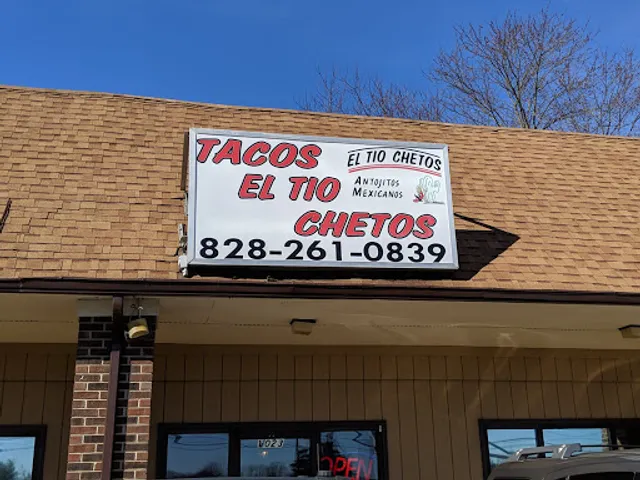 TACOS
EL TIO
CHETOS
EL TIO CHETOS
ANTOJITOS
MEXICANOS
828-261-0839
OPEN